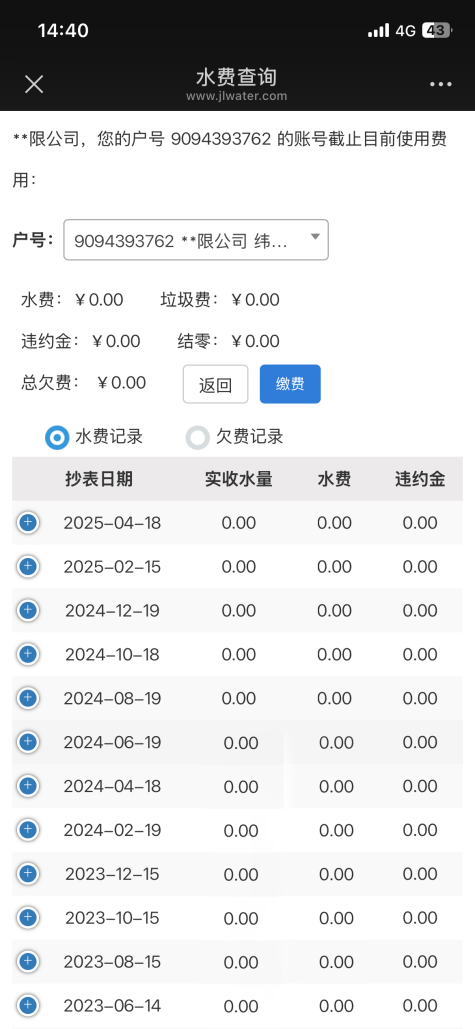 14:40
4G 43
水费查询
www.jlwater.com
**限公司，您的户号 9094393762 的账号截止目前使用费
用：
户号： 9094393762 **限公司 纬...
水费：￥0.00 垃圾费：￥0.00
违约金：￥0.00 结零：￥0.00
总欠费：￥0.00 返回 缴费
水费记录 欠费记录
抄表日期 实收水量 水费 违约金
2025-04-18 0.00 0.00 0.00
2025-02-15 0.00 0.00 0.00
2024-12-19 0.00 0.00 0.00
2024-10-18 0.00 0.00 0.00
2024-08-19 0.00 0.00 0.00
2024-06-19 0.00 0.00 0.00
2024-04-18 0.00 0.00 0.00
2024-02-19 0.00 0.00 0.00
2023-12-15 0.00 0.00 0.00
2023-10-15 0.00 0.00 0.00
2023-08-15 0.00 0.00 0.00
2023-06-14 0.00 0.00 0.00